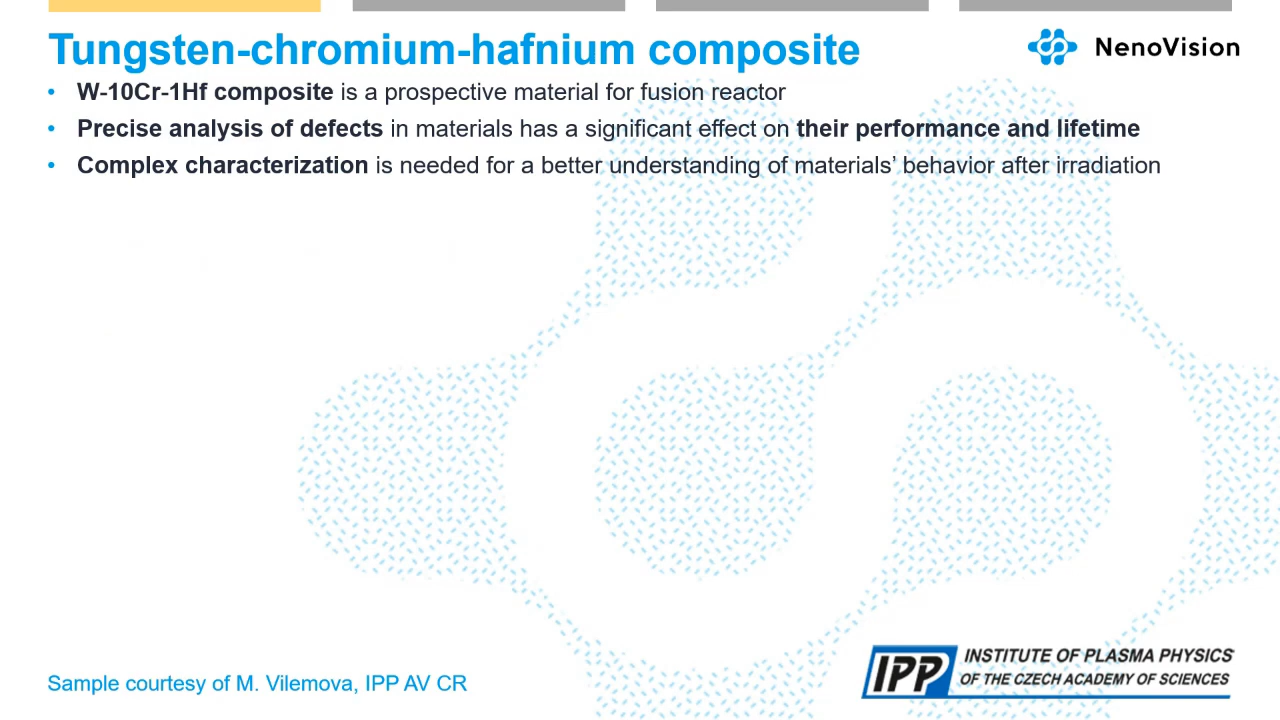 Tungsten-chromium-hafnium composite
NenoVision
• W-10Cr-1Hf composite is a prospective material for fusion reactor
• Precise analysis of defects in materials has a significant effect on their performance and lifetime
• Complex characterization is needed for a better understanding of materials’ behavior after irradiation
Sample courtesy of M. Vilemova, IPP AV CR
IPP
INSTITUTE OF PLASMA PHYSICS
OF THE CZECH ACADEMY OF SCIENCES